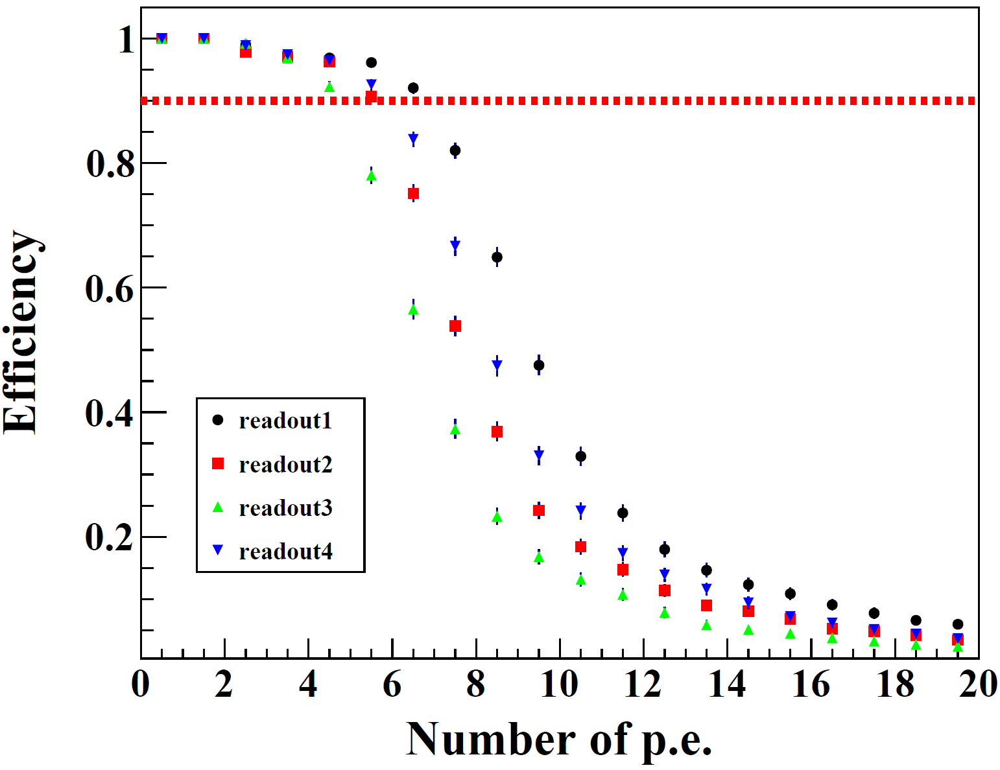 1
0.8
0.6
0.4
0.2
Efficiency
readout1
readout2
readout3
readout4
0 2 4 6 8 10 12 14 16 18 20
Number of p.e.